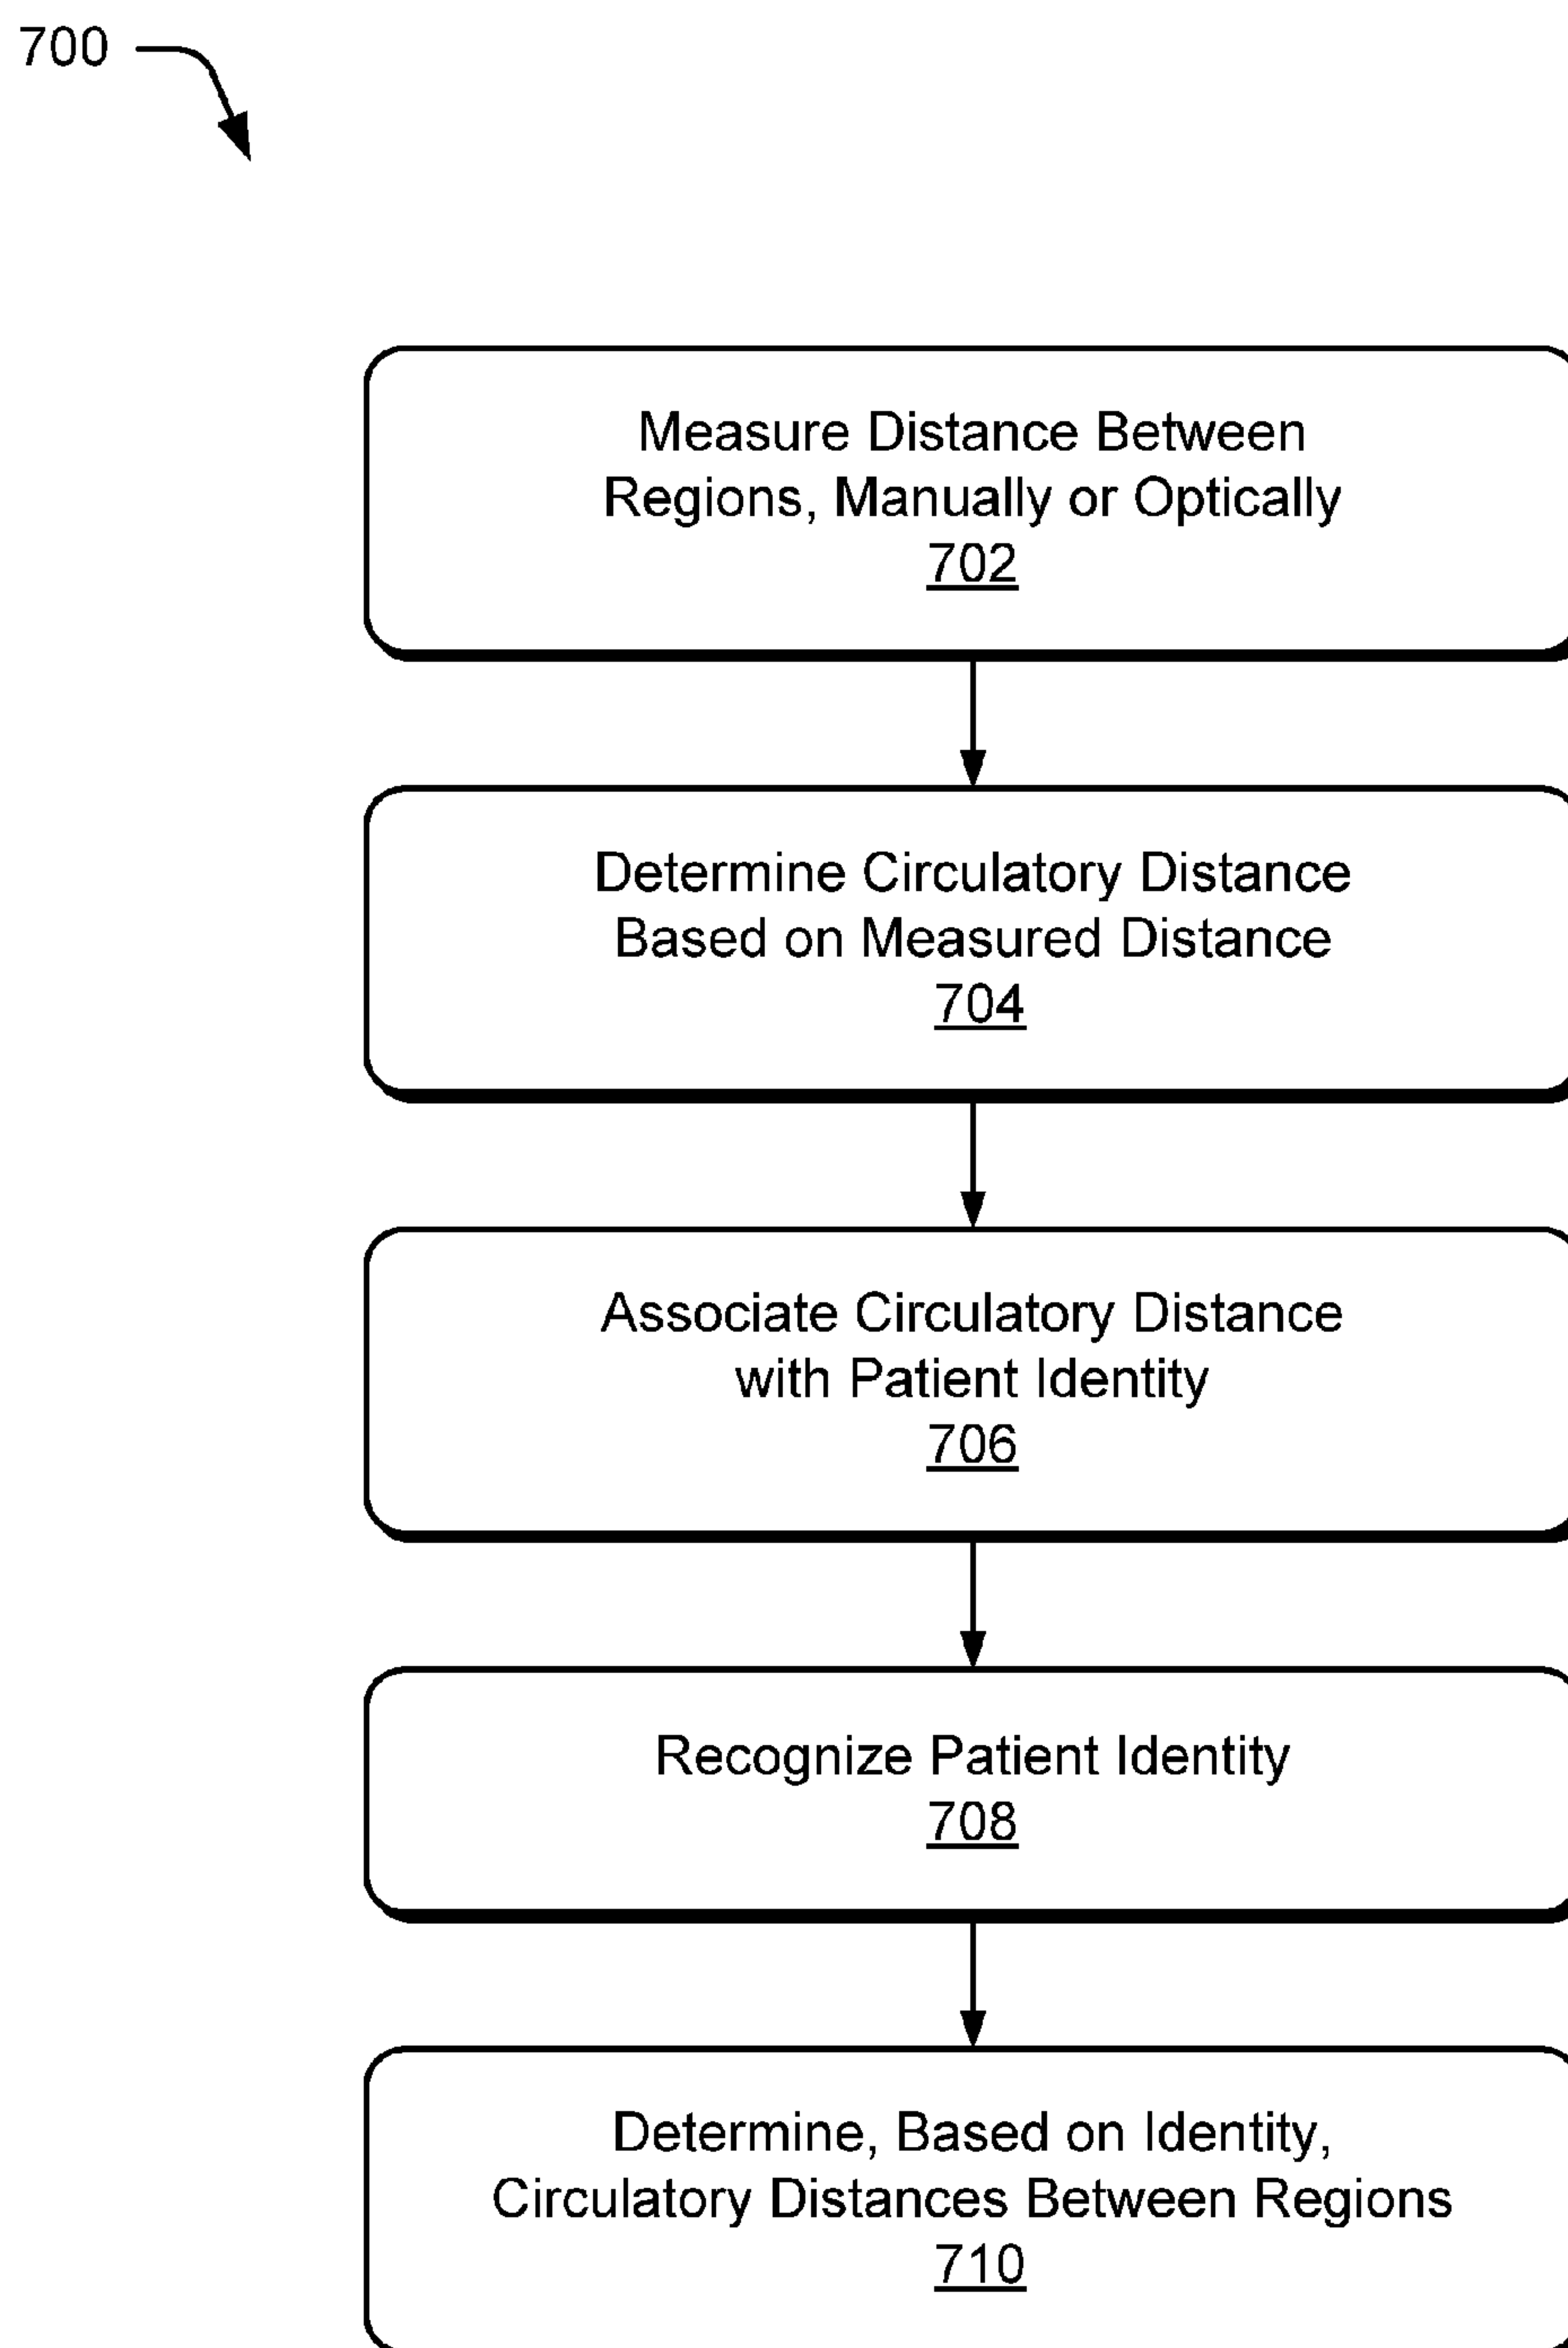 700
Measure Distance Between
Regions, Manually or Optically
702
Determine Circulatory Distance
Based on Measured Distance
704
Associate Circulatory Distance
with Patient Identity
706
Recognize Patient Identity
708
Determine, Based on Identity,
Circulatory Distances Between Regions
710